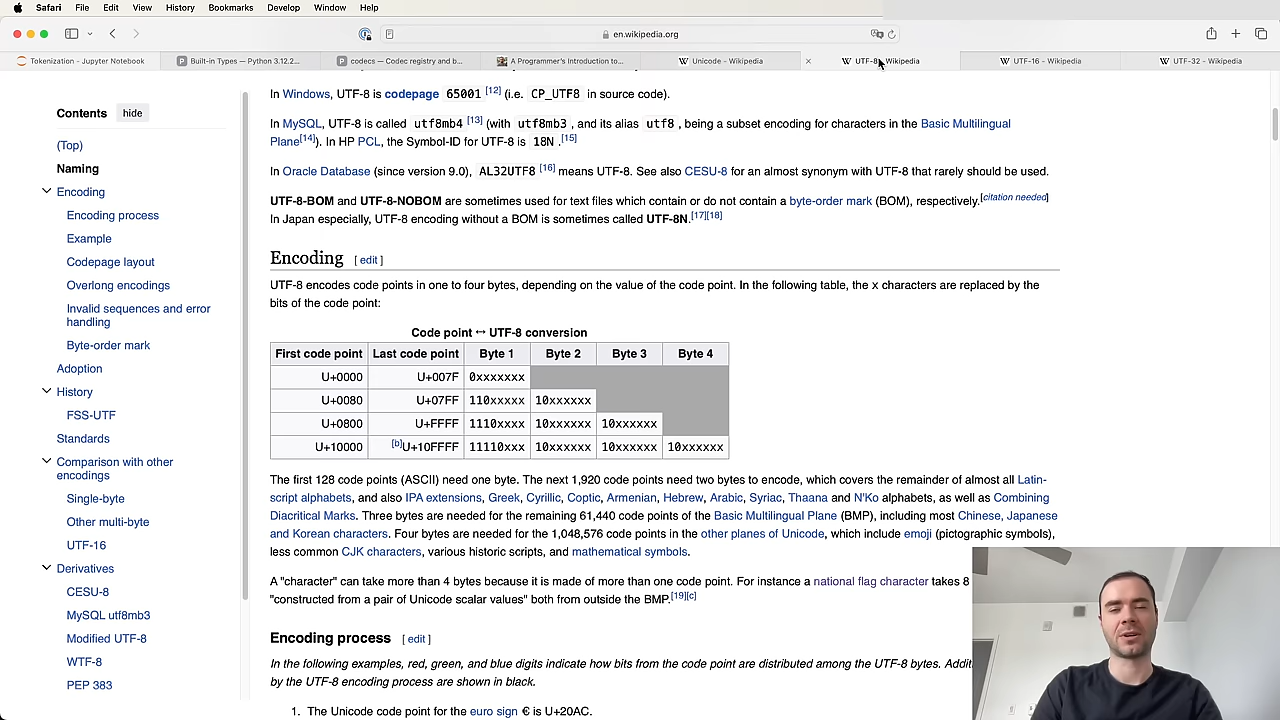 Safari File Edit View History Bookmarks Develop Window Help
en.wikipedia.org
Tokenization - Jupyter Notebook
Built-in Types — Python 3.12.2...
codecs — Codec registry and b...
A Programmer's Introduction to...
Unicode - Wikipedia
UTF-8 - Wikipedia
UTF-16 - Wikipedia
UTF-32 - Wikipedia
Contents hide
(Top)
Naming
Encoding
Encoding process
Example
Codepage layout
Overlong encodings
Invalid sequences and error
handling
Byte-order mark
Adoption
History
FSS-UTF
Standards
Comparison with other
encodings
Single-byte
Other multi-byte
UTF-16
Derivatives
CESU-8
MySQL utf8mb3
Modified UTF-8
WTF-8
PEP 383
In Windows, UTF-8 is codepage 65001 [12] (i.e. CP_UTF8 in source code).
In MySQL, UTF-8 is called utf8mb4 [13] (with utf8mb3, and its alias utf8, being a subset encoding for characters in the Basic Multilingual
Plane[14]). In HP PCL, the Symbol-ID for UTF-8 is 18N.[15]
In Oracle Database (since version 9.0), AL32UTF8 [16] means UTF-8. See also CESU-8 for an almost synonym with UTF-8 that rarely should be used.
UTF-8-BOM and UTF-8-NOBOM are sometimes used for text files which contain or do not contain a byte-order mark (BOM), respectively.[citation needed]
In Japan especially, UTF-8 encoding without a BOM is sometimes called UTF-8N.[17][18]
Encoding [ edit ]
UTF-8 encodes code points in one to four bytes, depending on the value of the code point. In the following table, the x characters are replaced by the
bits of the code point:
Code point ↔ UTF-8 conversion
First code point Last code point Byte 1 Byte 2 Byte 3 Byte 4
U+0000 U+007F 0xxxxxxx
U+0080 U+07FF 110xxxxx 10xxxxxx
U+0800 U+FFFF 1110xxxx 10xxxxxx 10xxxxxx
U+10000 [b]U+10FFFF 11110xxx 10xxxxxx 10xxxxxx 10xxxxxx
The first 128 code points (ASCII) need one byte. The next 1,920 code points need two bytes to encode, which covers the remainder of almost all Latin-
script alphabets, and also IPA extensions, Greek, Cyrillic, Coptic, Armenian, Hebrew, Arabic, Syriac, Thaana and N'Ko alphabets, as well as Combining
Diacritical Marks. Three bytes are needed for the remaining 61,440 code points of the Basic Multilingual Plane (BMP), including most Chinese, Japanese
and Korean characters. Four bytes are needed for the 1,048,576 code points in the other planes of Unicode, which include emoji (pictographic symbols),
less common CJK characters, various historic scripts, and mathematical symbols.
A "character" can take more than 4 bytes because it is made of more than one code point. For instance a national flag character takes 8
"constructed from a pair of Unicode scalar values" both from outside the BMP.[19][c]
Encoding process [ edit ]
In the following examples, red, green, and blue digits indicate how bits from the code point are distributed among the UTF-8 bytes. Addit
by the UTF-8 encoding process are shown in black.
1. The Unicode code point for the euro sign € is U+20AC.